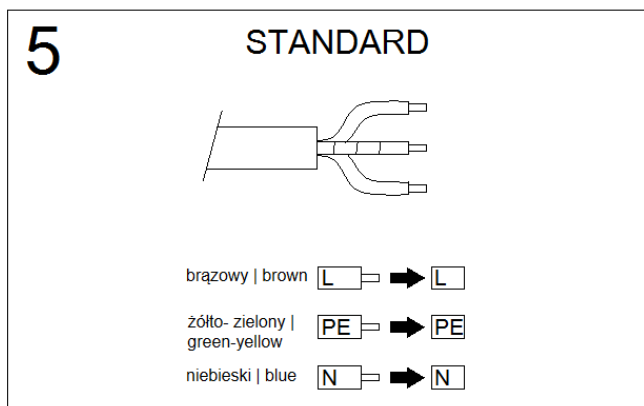 5
STANDARD
brązowy | brown L L
żółto- zielony |
green-yellow PE PE
niebieski | blue N N